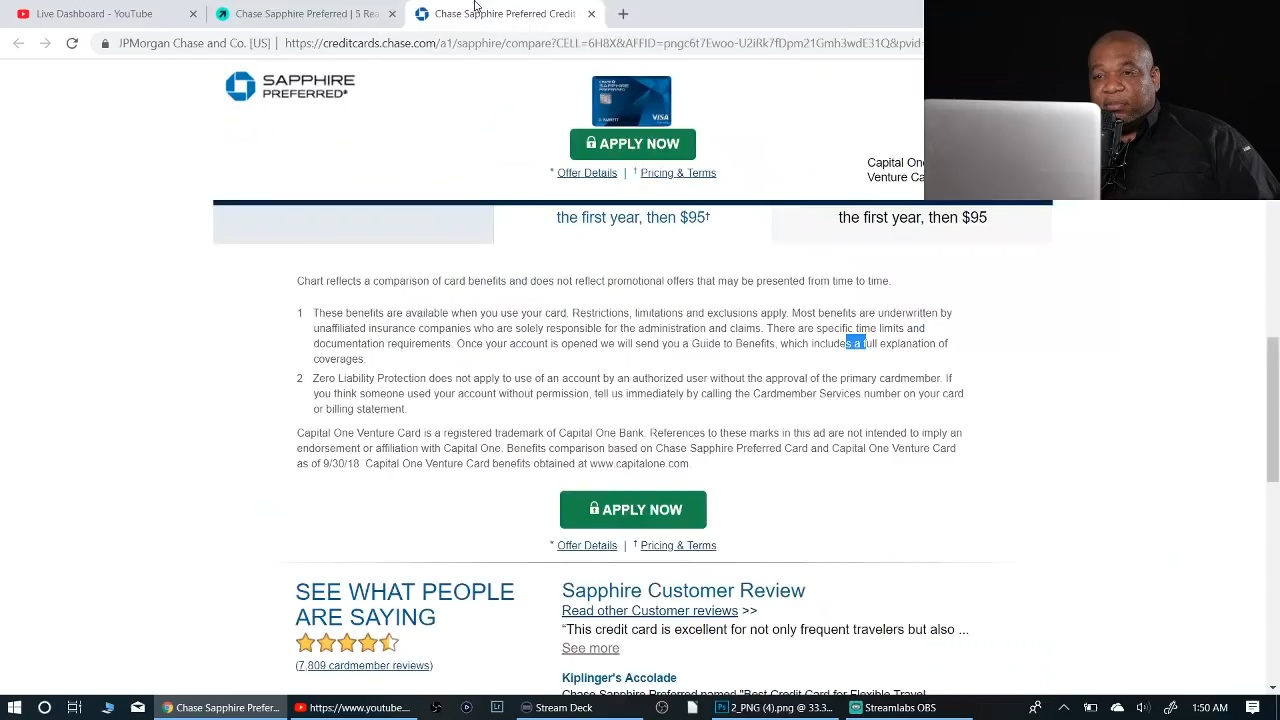 Live Dashboard - YouTube
Chase Sapphire Preferred | 5 Rea
Chase Sapphire Preferred Credit
JPMorgan Chase and Co. [US] | https://creditcards.chase.com/a1/sapphire/compare?CELL=6H8X&AFFID=pngc6t7Ewoo-U2iRk7fDpm21Gmh3wdE31Q&pvid=
SAPPHIRE
PREFERRED®
VISA
APPLY NOW
* Offer Details | † Pricing & Terms
Capital One
Venture Ca
the first year, then $95†
the first year, then $95
Chart reflects a comparison of card benefits and does not reflect promotional offers that may be presented from time to time.
1 These benefits are available when you use your card. Restrictions, limitations and exclusions apply. Most benefits are underwritten by
unaffiliated insurance companies who are solely responsible for the administration and claims. There are specific time limits and
documentation requirements. Once your account is opened we will send you a Guide to Benefits, which includes a full explanation of
coverages.
2 Zero Liability Protection does not apply to use of an account by an authorized user without the approval of the primary cardmember. If
you think someone used your account without permission, tell us immediately by calling the Cardmember Services number on your card
or billing statement.
Capital One Venture Card is a registered trademark of Capital One Bank. References to these marks in this ad are not intended to imply an
endorsement or affiliation with Capital One. Benefits comparison based on Chase Sapphire Preferred Card and Capital One Venture Card
as of 9/30/18. Capital One Venture Card benefits obtained at www.capitalone.com.
APPLY NOW
* Offer Details | † Pricing & Terms
SEE WHAT PEOPLE
ARE SAYING
(7,809 cardmember reviews)
Sapphire Customer Review
Read other Customer reviews >>
“This credit card is excellent for not only frequent travelers but also ...
See more
Kiplinger's Accolade
Chase Sapphire Preferred named "Best Credit Card for Flexible Travel
Chase Sapphire Prefer...
https://www.youtube...
Stream Deck
2_PNG (4).png @ 33.3...
Streamlabs OBS
1:50 AM